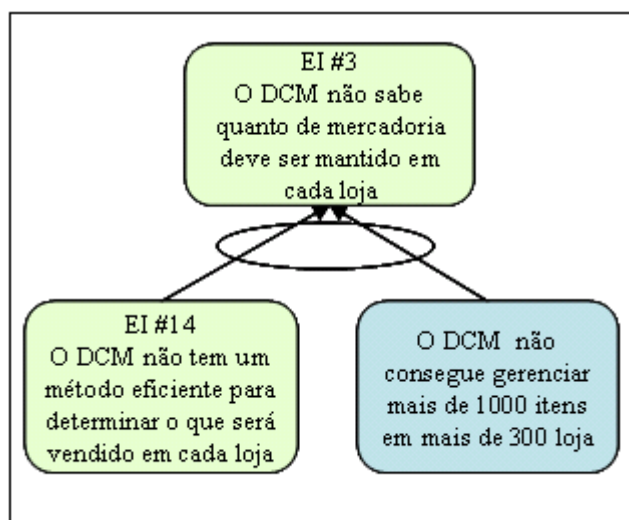 EI #3
O DCM não sabe
quanto de mercadoria
deve ser mantido em
cada loja
EI #14
O DCM não tem um
método eficiente para
determinar o que será
vendido em cada loja
O DCM não
consegue gerenciar
mais de 1000 itens
em mais de 300 loja